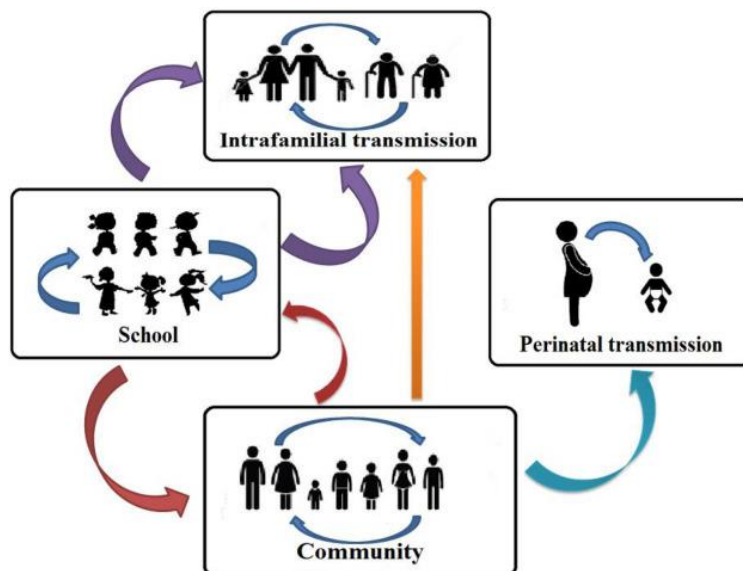 Intrafamilial transmission
School
Perinatal transmission
Community